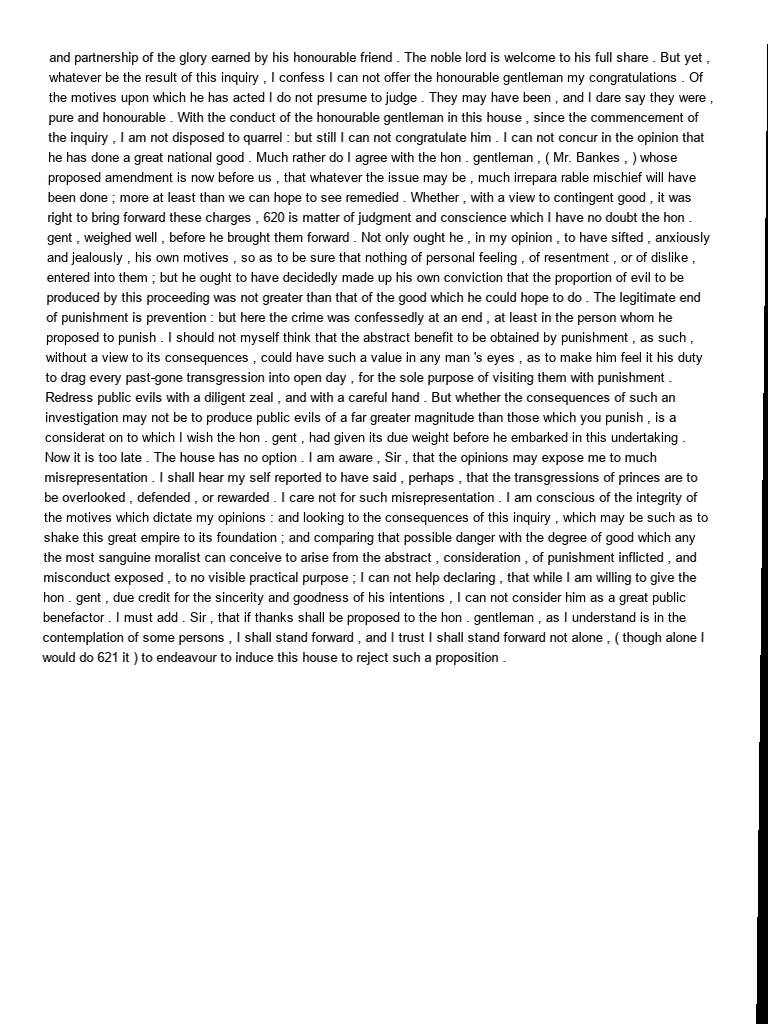 and partnership of the glory earned by his honourable friend . The noble lord is welcome to his full share . But yet ,
whatever be the result of this inquiry , I confess I can not offer the honourable gentleman my congratulations . Of
the motives upon which he has acted I do not presume to judge . They may have been , and I dare say they were ,
pure and honourable . With the conduct of the honourable gentleman in this house , since the commencement of
the inquiry , I am not disposed to quarrel : but still I can not congratulate him . I can not concur in the opinion that
he has done a great national good . Much rather do I agree with the hon . gentleman , ( Mr. Bankes , ) whose
proposed amendment is now before us , that whatever the issue may be , much irrepara rable mischief will have
been done ; more at least than we can hope to see remedied . Whether , with a view to contingent good , it was
right to bring forward these charges , 620 is matter of judgment and conscience which I have no doubt the hon .
gent , weighed well , before he brought them forward . Not only ought he , in my opinion , to have sifted , anxiously
and jealously , his own motives , so as to be sure that nothing of personal feeling , of resentment , or of dislike ,
entered into them ; but he ought to have decidedly made up his own conviction that the proportion of evil to be
produced by this proceeding was not greater than that of the good which he could hope to do . The legitimate end
of punishment is prevention : but here the crime was confessedly at an end , at least in the person whom he
proposed to punish . I should not myself think that the abstract benefit to be obtained by punishment , as such ,
without a view to its consequences , could have such a value in any man 's eyes , as to make him feel it his duty
to drag every past-gone transgression into open day , for the sole purpose of visiting them with punishment .
Redress public evils with a diligent zeal , and with a careful hand . But whether the consequences of such an
investigation may not be to produce public evils of a far greater magnitude than those which you punish , is a
considerat on to which I wish the hon . gent , had given its due weight before he embarked in this undertaking .
Now it is too late . The house has no option . I am aware , Sir , that the opinions may expose me to much
misrepresentation . I shall hear my self reported to have said , perhaps , that the transgressions of princes are to
be overlooked , defended , or rewarded . I care not for such misrepresentation . I am conscious of the integrity of
the motives which dictate my opinions : and looking to the consequences of this inquiry , which may be such as to
shake this great empire to its foundation ; and comparing that possible danger with the degree of good which any
the most sanguine moralist can conceive to arise from the abstract , consideration , of punishment inflicted , and
misconduct exposed , to no visible practical purpose ; I can not help declaring , that while I am willing to give the
hon . gent , due credit for the sincerity and goodness of his intentions , I can not consider him as a great public
benefactor . I must add . Sir , that if thanks shall be proposed to the hon . gentleman , as I understand is in the
contemplation of some persons , I shall stand forward , and I trust I shall stand forward not alone , ( though alone I
would do 621 it ) to endeavour to induce this house to reject such a proposition .